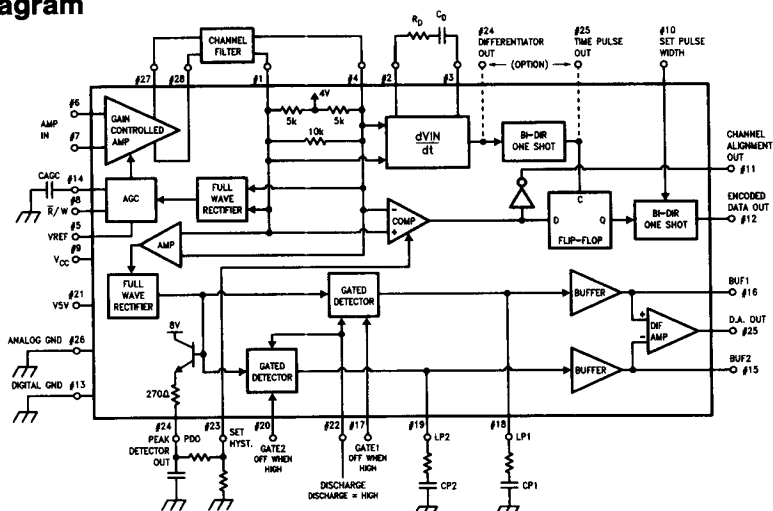 agram
CHANNEL
FILTER
#27
#28
#1
#4
R_D
C_D
#2
#3
#24
DIFFERENTIATOR
OUT
(OPTION)
#25
TIME PULSE
OUT
#10
SET PULSE
WIDTH
#6
AMP
IN
#7
GAIN
CONTROLLED
AMP
4V
5k
5k
10k
dVIN
dt
BI-DIR
ONE SHOT
CHANNEL
ALIGNMENT
OUT
#11
CAGC
#14
#8
R̅/W
#5
VREF
#9
VCC
AGC
FULL
WAVE
RECTIFIER
AMP
-
+
COMP
D
C
Q
FLIP-FLOP
BI-DIR
ONE SHOT
ENCODED
DATA OUT
#12
#21
V5V
FULL
WAVE
RECTIFIER
GATED
DETECTOR
BUFFER
BUF1
#16
8V
270Ω
GATED
DETECTOR
BUFFER
+
-
DIF
AMP
D.A. OUT
#25
BUF2
#15
ANALOG GND #26
DIGITAL GND #13
#24
PEAK
DETECTOR
OUT
PDO
#23
SET
HYST.
#20
GATE2
OFF WHEN
HIGH
#22
DISCHARGE
DISCHARGE = HIGH
#17
GATE1
OFF WHEN
HIGH
#19
LP2
CP2
#18
LP1
CP1